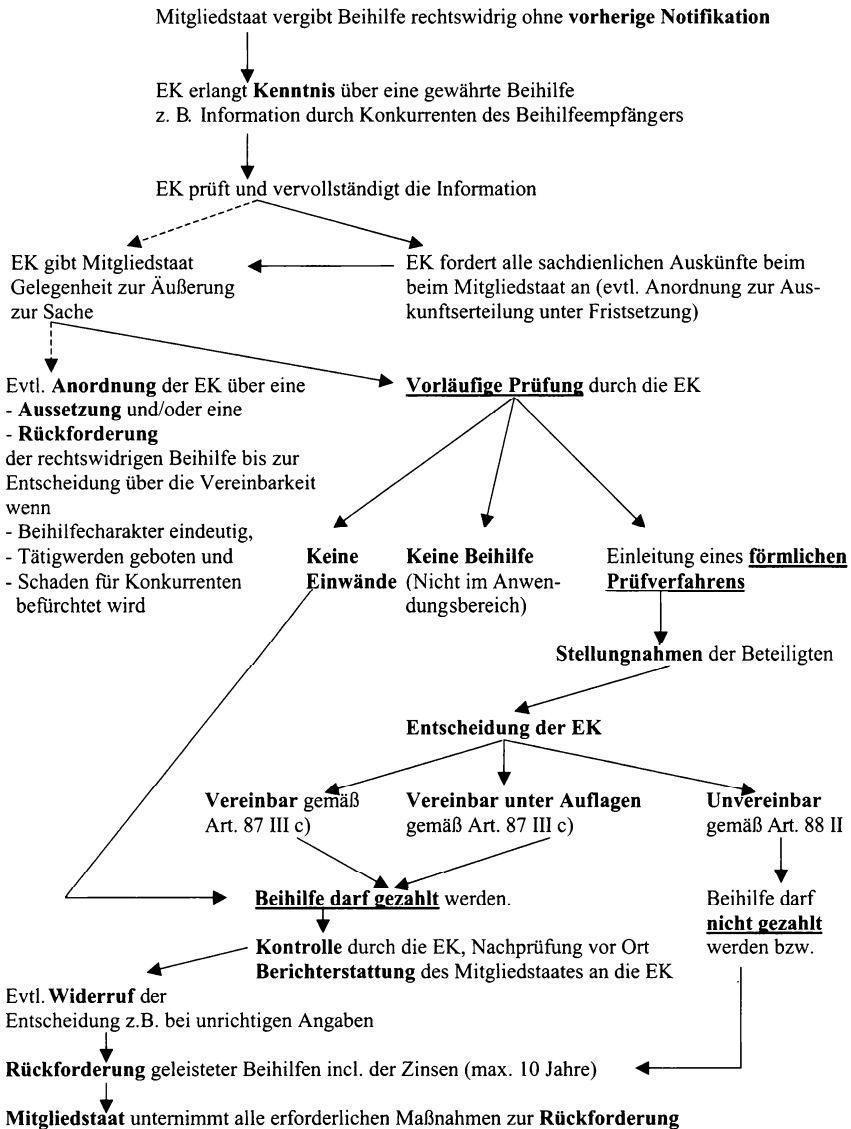 Mitgliedstaat vergibt Beihilfe rechtswidrig ohne vorherige Notifikation
EK erlangt Kenntnis über eine gewährte Beihilfe
z. B. Information durch Konkurrenten des Beihilfeempfängers
EK prüft und vervollständigt die Information
EK gibt Mitgliedstaat
Gelegenheit zur Äußerung
zur Sache
EK fordert alle sachdienlichen Auskünfte beim
beim Mitgliedstaat an (evtl. Anordnung zur Aus-
kunftserteilung unter Fristsetzung)
Evtl. Anordnung der EK über eine
- Aussetzung und/oder eine
- Rückforderung
der rechtswidrigen Beihilfe bis zur
Entscheidung über die Vereinbarkeit
wenn
- Beihilfecharakter eindeutig,
- Tätigwerden geboten und
- Schaden für Konkurrenten
befürchtet wird
Vorläufige Prüfung durch die EK
Keine
Einwände
Keine Beihilfe
(Nicht im Anwen-
dungsbereich)
Einleitung eines förmlichen
Prüfverfahrens
Stellungnahmen der Beteiligten
Entscheidung der EK
Vereinbar gemäß
Art. 87 III c)
Vereinbar unter Auflagen
gemäß Art. 87 III c)
Unvereinbar
gemäß Art. 88 II
Beihilfe darf gezahlt werden.
Beihilfe darf
nicht gezahlt
werden bzw.
Kontrolle durch die EK, Nachprüfung vor Ort
Berichterstattung des Mitgliedstaates an die EK
Evtl. Widerruf der
Entscheidung z.B. bei unrichtigen Angaben
Rückforderung geleisteter Beihilfen incl. der Zinsen (max. 10 Jahre)
Mitgliedstaat unternimmt alle erforderlichen Maßnahmen zur Rückforderung